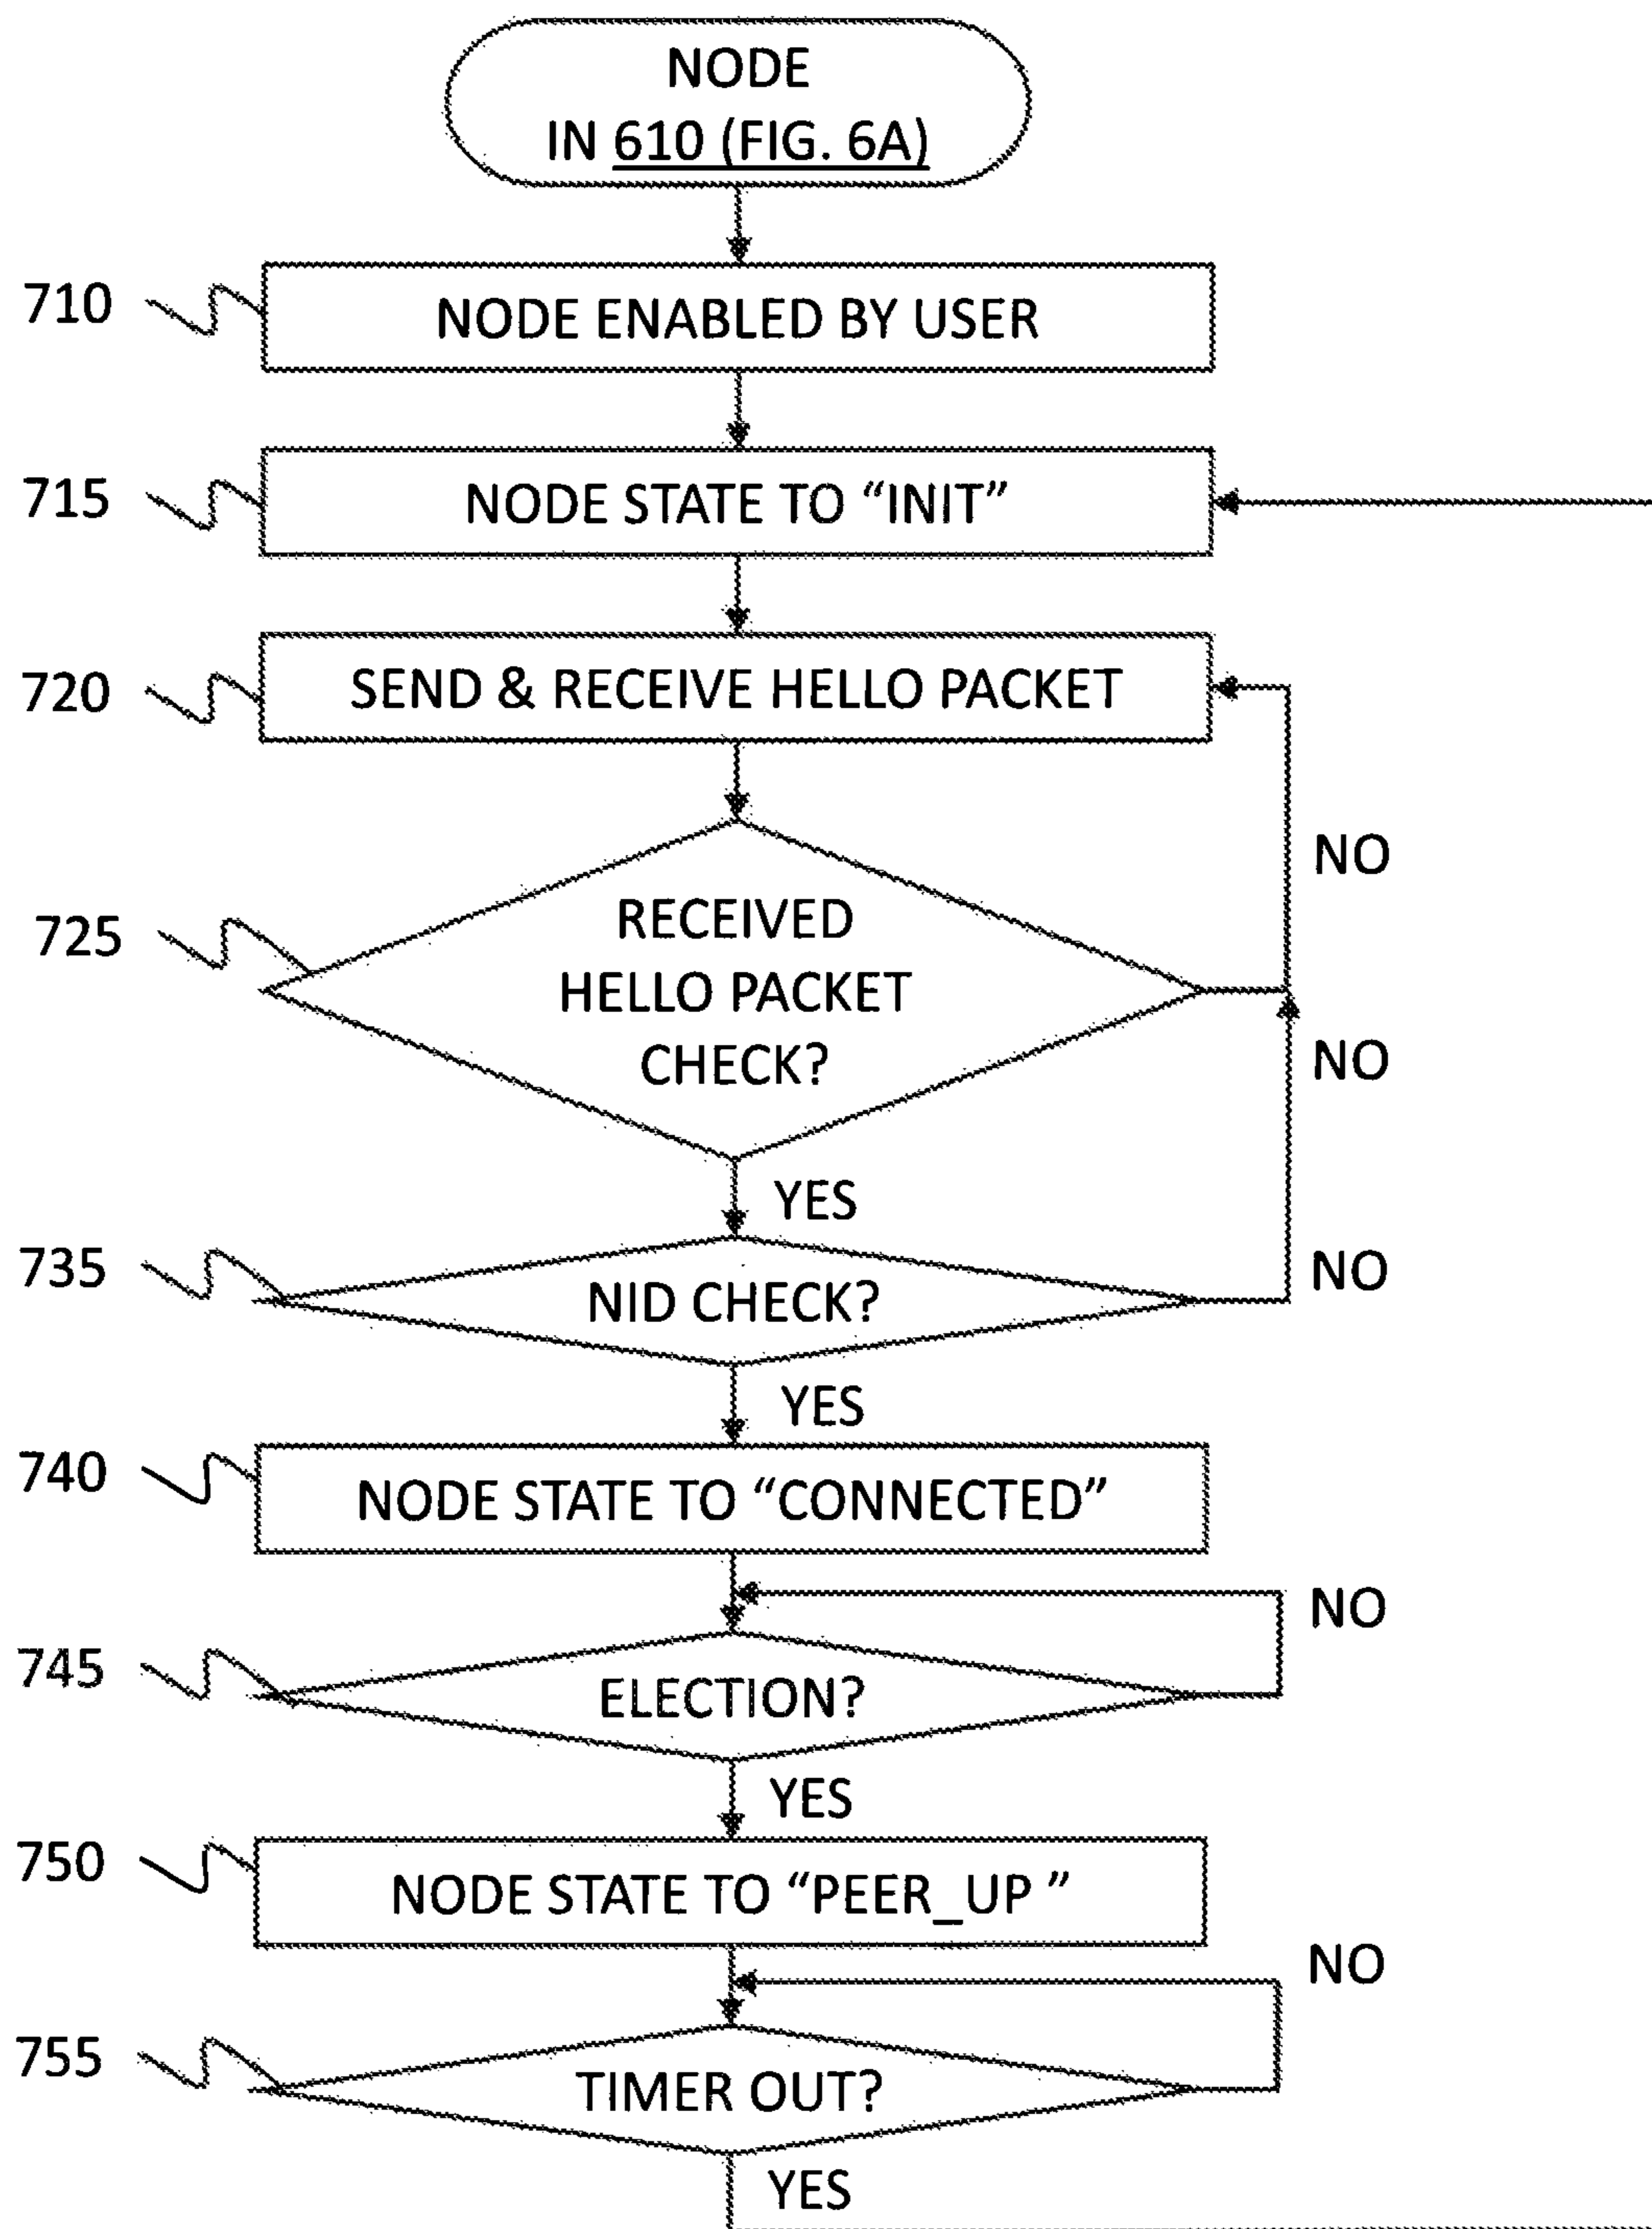 NODE
IN 610 (FIG. 6A)
710
NODE ENABLED BY USER
715
NODE STATE TO “INIT”
720
SEND & RECEIVE HELLO PACKET
NO
725
RECEIVED
HELLO PACKET
CHECK?
NO
YES
735
NID CHECK?
NO
YES
740
NODE STATE TO “CONNECTED”
NO
745
ELECTION?
YES
750
NODE STATE TO “PEER_UP ”
NO
755
TIMER OUT?
YES